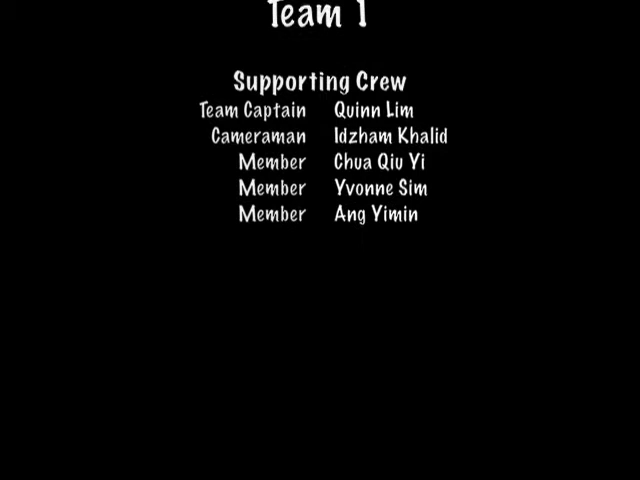 Team 1
Supporting Crew
Team Captain Quinn Lim
Cameraman Idzham Khalid
Member Chua Qiu Yi
Member Yvonne Sim
Member Ang Yimin